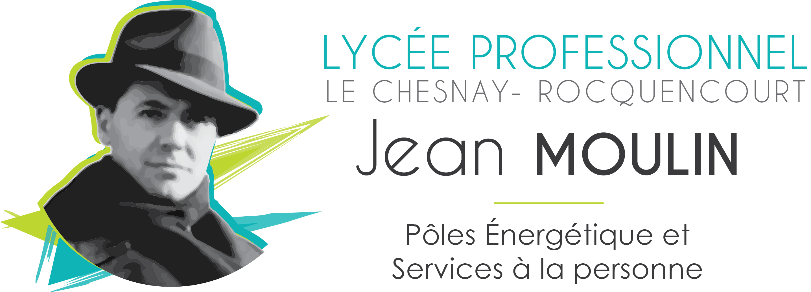 LYCÉE PROFESSIONNEL
LE CHESNAY- ROCQUENCOURT
Jean MOULIN
Pôles Énergétique et
Services à la personne